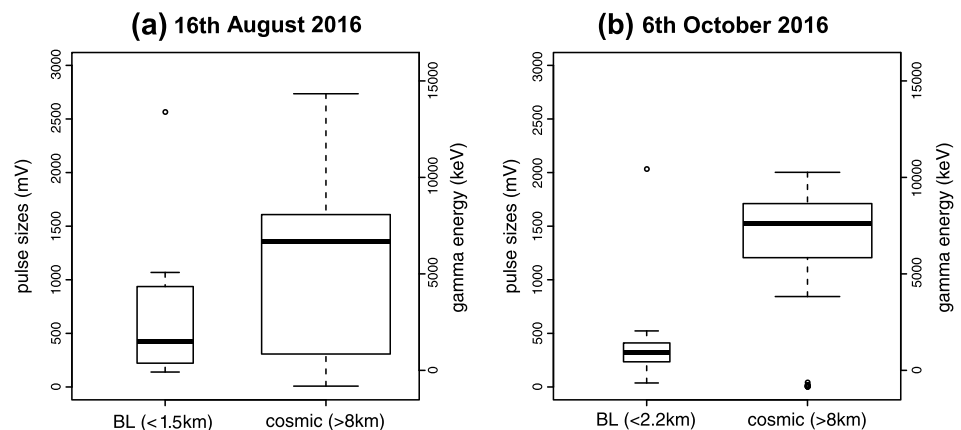 (a) 16th August 2016
pulse sizes (mV)
3000
2500
2000
1500
1000
500
0
15000
10000
5000
0
gamma energy (keV)
BL (<1.5km)
cosmic (>8km)
(b) 6th October 2016
pulse sizes (mV)
3000
2500
2000
1500
1000
500
0
15000
10000
5000
0
gamma energy (keV)
BL (<2.2km)
cosmic (>8km)